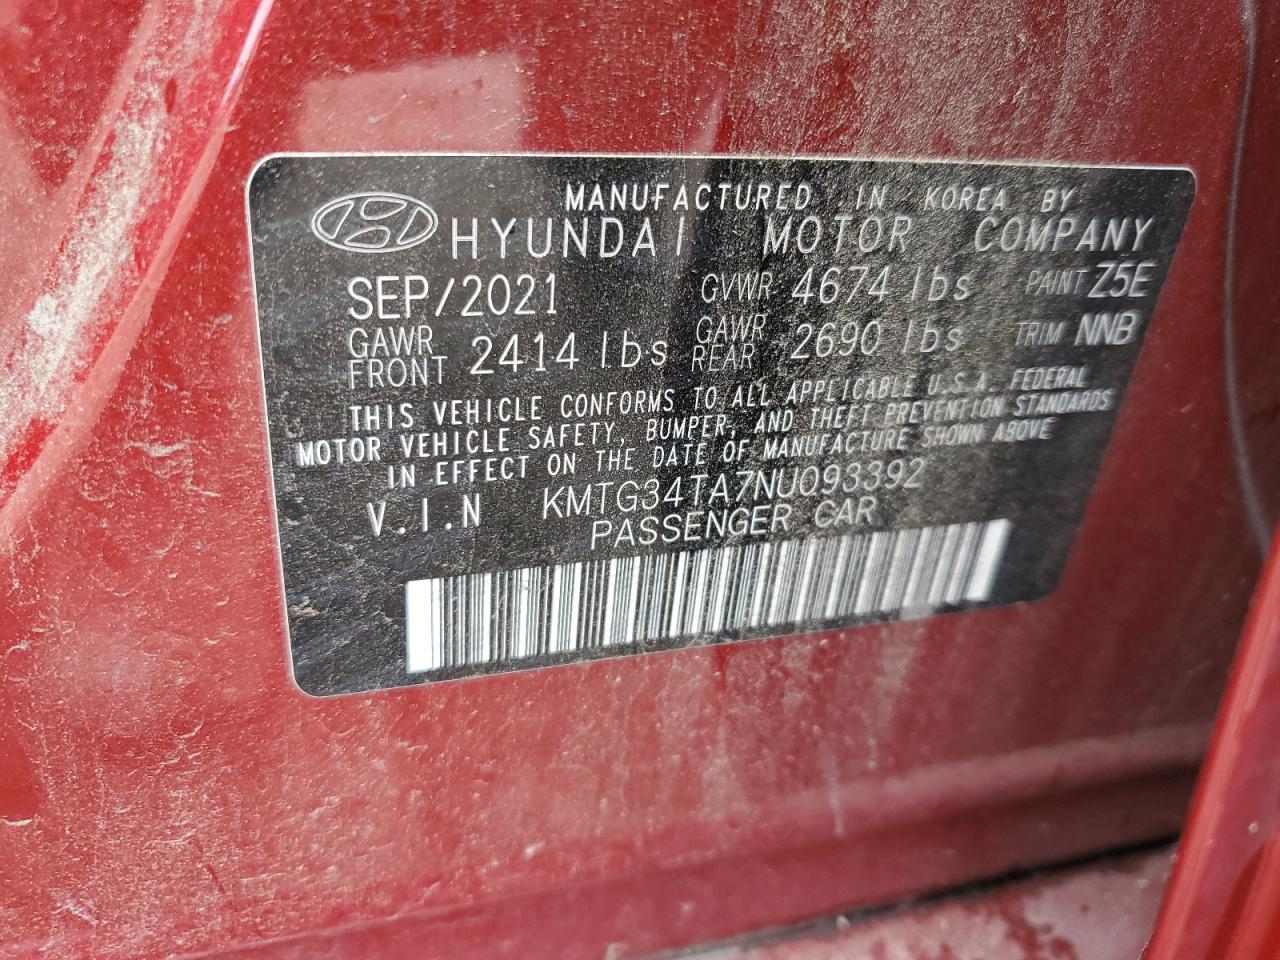 MANUFACTURED IN KOREA BY
HYUNDAI MOTOR COMPANY
SEP/2021 GVWR 4674 lbs PAINT Z5E
GAWR FRONT 2414 lbs GAWR REAR 2690 lbs TRIM NNB
THIS VEHICLE CONFORMS TO ALL APPLICABLE U.S.A. FEDERAL
MOTOR VEHICLE SAFETY, BUMPER, AND THEFT PREVENTION STANDARDS
IN EFFECT ON THE DATE OF MANUFACTURE SHOWN ABOVE
V.I.N KMTG34TA7NU093392
PASSENGER CAR